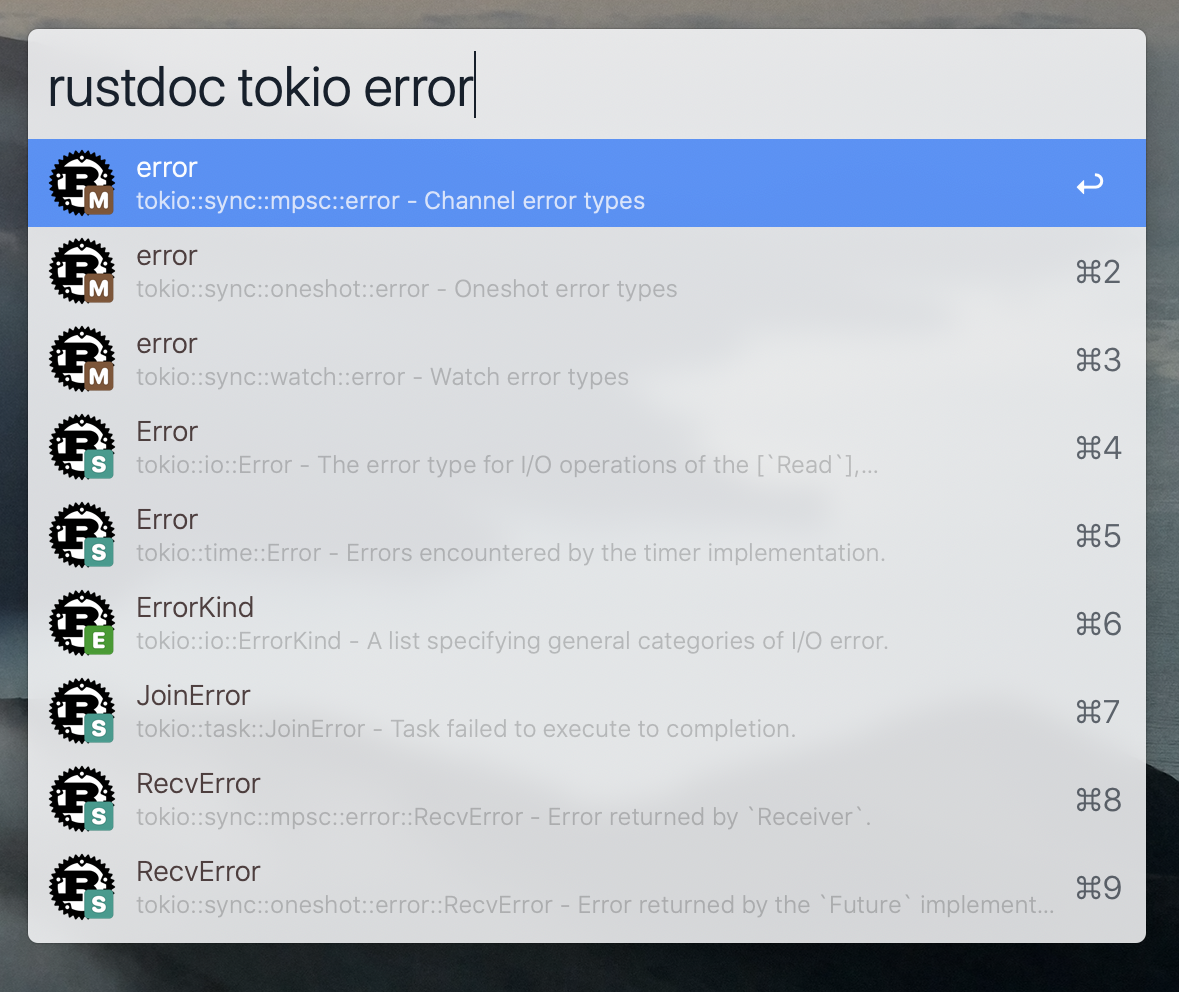 rustdoc tokio error
error
tokio::sync::mpsc::error - Channel error types
M
error
tokio::sync::oneshot::error - Oneshot error types
M
⌘2
error
tokio::sync::watch::error - Watch error types
M
⌘3
Error
tokio::io::Error - The error type for I/O operations of the [`Read`],...
S
⌘4
Error
tokio::time::Error - Errors encountered by the timer implementation.
S
⌘5
ErrorKind
tokio::io::ErrorKind - A list specifying general categories of I/O error.
E
⌘6
JoinError
tokio::task::JoinError - Task failed to execute to completion.
S
⌘7
RecvError
tokio::sync::mpsc::error::RecvError - Error returned by `Receiver`.
S
⌘8
RecvError
tokio::sync::oneshot::error::RecvError - Error returned by the `Future` implement...
S
⌘9